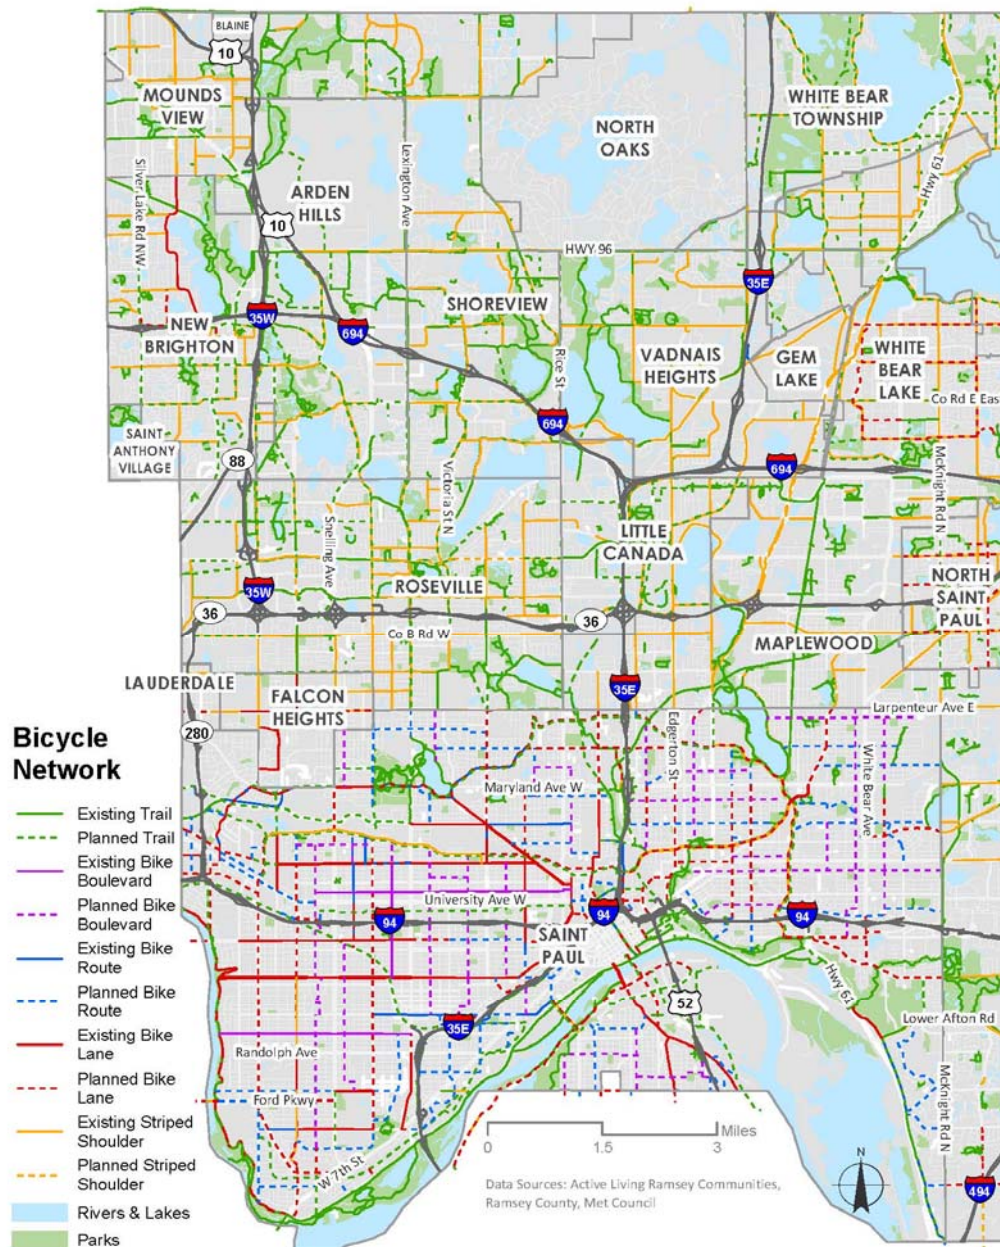 BLAINE
10
MOUNDS
VIEW
WHITE BEAR
TOWNSHIP
NORTH
OAKS
Silver Lake Rd NW
Lexington Ave
Hwy 61
ARDEN
HILLS
10
HWY 96
35E
SHOREVIEW
35W
694
NEW
BRIGHTON
Rice St
VADNAIS
HEIGHTS
GEM
LAKE
WHITE
BEAR
LAKE
Co Rd E East
694
SAINT
ANTHONY
VILLAGE
88
Victoria St N
694
McKnight Rd N
Snelling Ave
LITTLE
CANADA
35W
ROSEVILLE
NORTH
SAINT
PAUL
36
36
Co B Rd W
MAPLEWOOD
LAUDERDALE
FALCON
HEIGHTS
35E
Larpenteur Ave E
280
Edgerton St
White Bear Ave
Maryland Ave W
University Ave W
94
94
94
SAINT
PAUL
52
Hwy 61
35E
Lower Afton Rd
Randolph Ave
Ford Pkwy
McKnight Rd N
W 7th St
494
Bicycle
Network
Existing Trail
Planned Trail
Existing Bike
Boulevard
Planned Bike
Boulevard
Existing Bike
Route
Planned Bike
Route
Existing Bike
Lane
Planned Bike
Lane
Existing Striped
Shoulder
Planned Striped
Shoulder
Rivers & Lakes
Parks
Miles
0 1.5 3
N
Data Sources: Active Living Ramsey Communities,
Ramsey County, Met Council